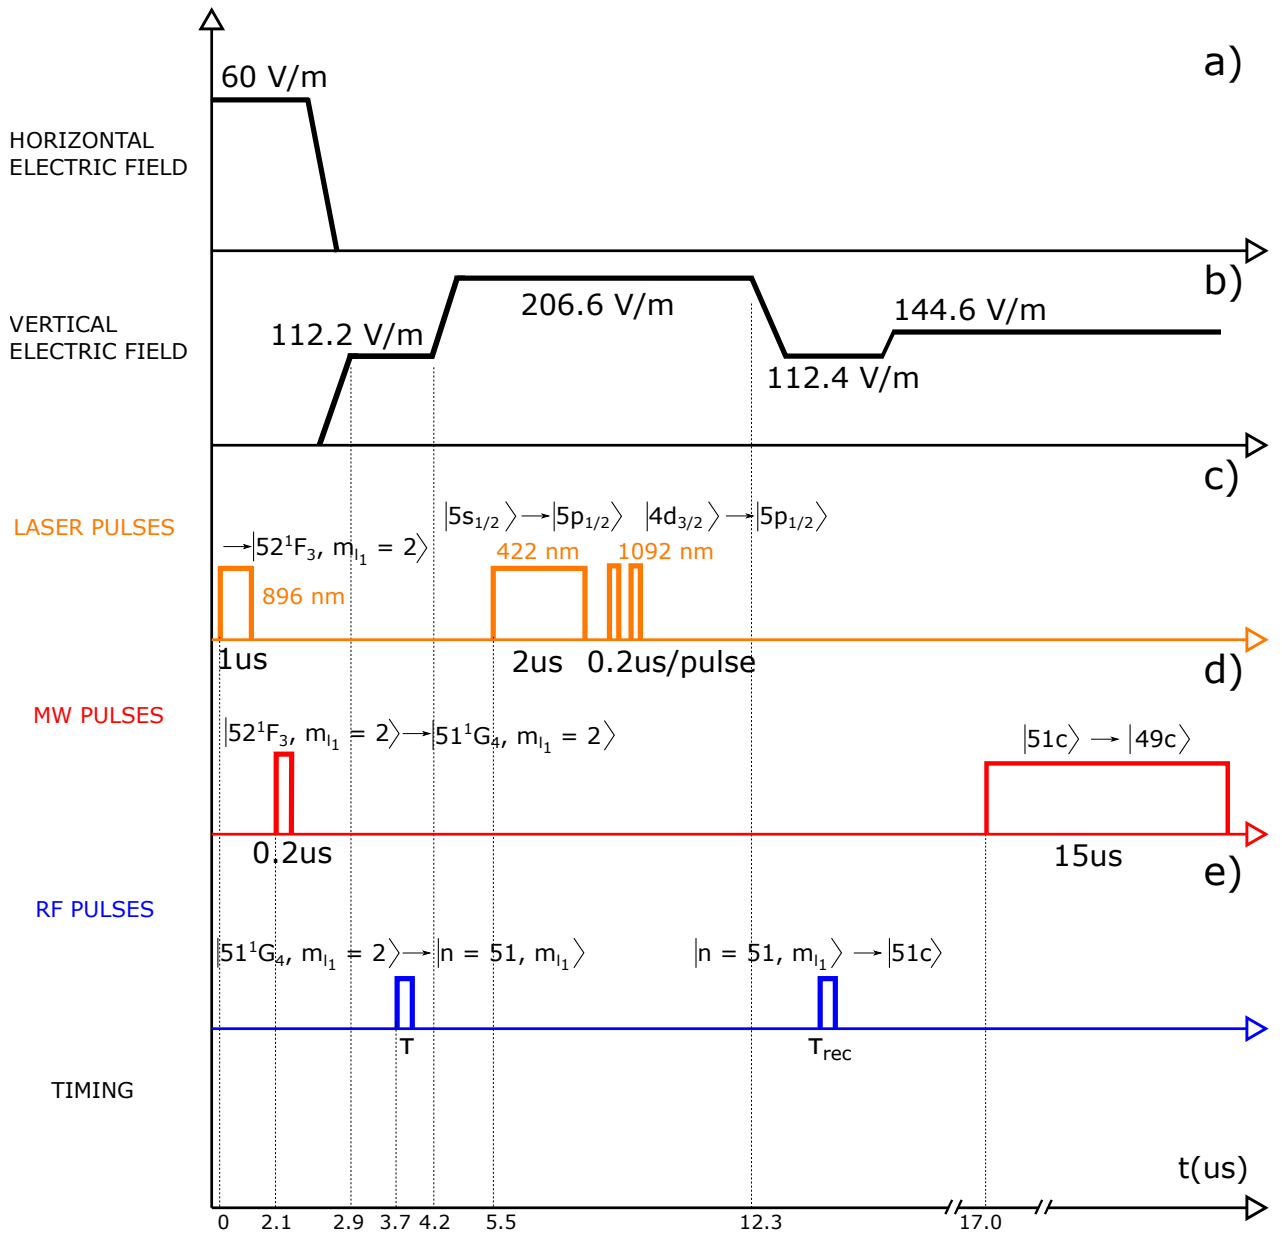 a)
60 V/m
HORIZONTAL
ELECTRIC FIELD
b)
206.6 V/m
144.6 V/m
112.2 V/m
VERTICAL
ELECTRIC FIELD
112.4 V/m
c)
|5s1/2⟩→|5p1/2⟩ |4d3/2⟩→|5p1/2⟩
LASER PULSES
→|52¹F₃, mₗ₁ = 2⟩
422 nm
1092 nm
896 nm
1us
2us
0.2us/pulse
d)
MW PULSES
|52¹F₃, mₗ₁ = 2⟩→|51¹G₄, mₗ₁ = 2⟩
|51c⟩ → |49c⟩
0.2us
15us
e)
RF PULSES
|51¹G₄, mₗ₁ = 2⟩→|n = 51, mₗ₁⟩
|n = 51, mₗ₁⟩ →|51c⟩
τ
τrec
TIMING
t(us)
0 2.1 2.9 3.7 4.2 5.5 12.3 17.0